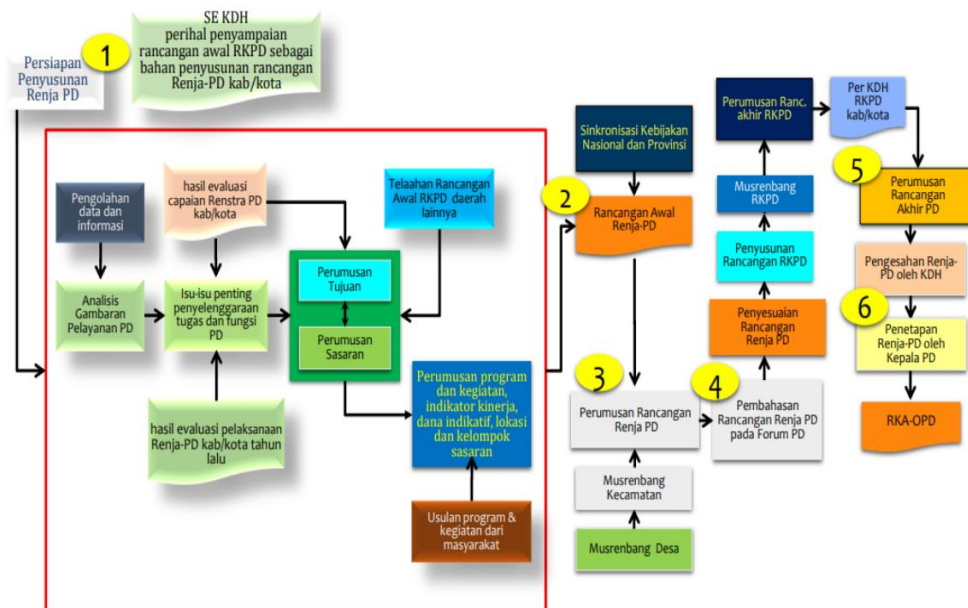 1
Persiapan
Penyusunan
Renja PD
SE KDH
perihal penyampaian
rancangan awal RKPD sebagai
bahan penyusunan rancangan
Renja-PD kab/kota
Pengolahan
data dan
informasi
hasil evaluasi
capaian Renstra PD
kab/kota
Telaahan Rancangan
Awal RKPD daerah
lainnya
Analisis
Gambaran
Pelayanan PD
Isu-isu penting
penyelenggaraan
tugas dan fungsi
PD
Perumusan
Tujuan
Perumusan
Sasaran
hasil evaluasi pelaksanaan
Renja-PD kab/kota tahun
lalu
Perumusan program
dan kegiatan,
indikator kinerja,
dana indikatif, lokasi
dan kelompok
sasaran
Usulan program &
kegiatan dari
masyarakat
Sinkronisasi Kebijakan
Nasional dan Provinsi
2
Rancangan Awal
Renja-PD
3
Perumusan Rancangan
Renja PD
Musrenbang
Kecamatan
Musrenbang Desa
4
Pembahasan
Rancangan Renja PD
pada Forum PD
Penyesuaian
Rancangan
Renja PD
Penyusunan
Rancangan RKPD
Musrenbang
RKPD
Perumusan Ranc.
akhir RKPD
Per KDH
RKPD
kab/kota
5
Perumusan
Rancangan
Akhir PD
Pengesahan Renja-
PD oleh KDH
6
Penetapan
Renja-PD oleh
Kepala PD
RKA-OPD